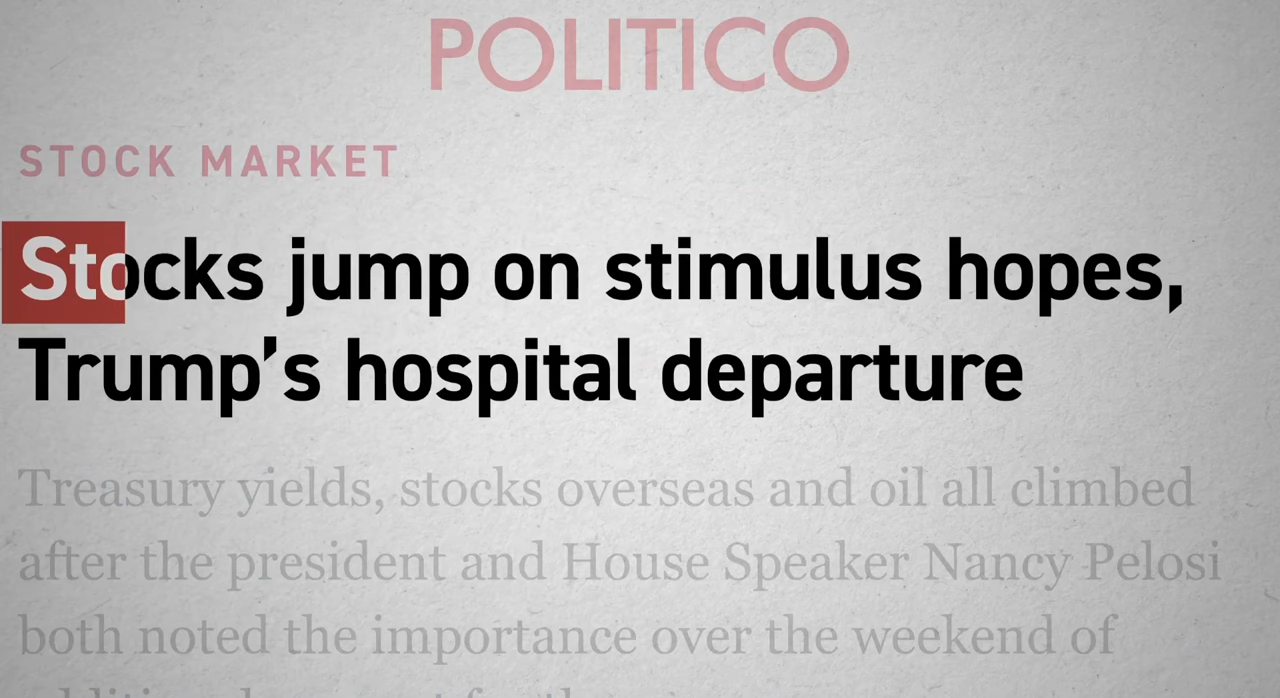 POLITICO
STOCK MARKET
Stocks jump on stimulus hopes,
Trump’s hospital departure
Treasury yields, stocks overseas and oil all climbed
after the president and House Speaker Nancy Pelosi
both noted the importance over the weekend of